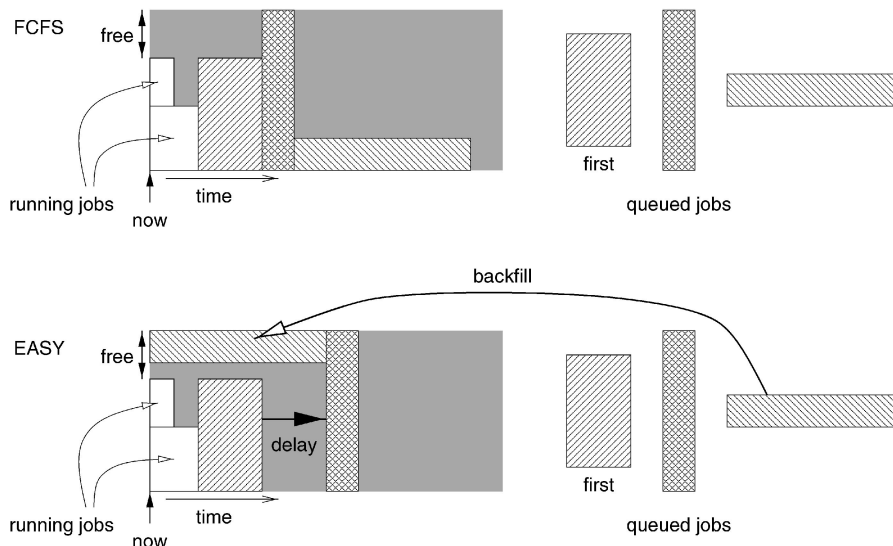 FCFS
free
first
running jobs
time
now
queued jobs
backfill
EASY
free
delay
first
running jobs
time
now
queued jobs